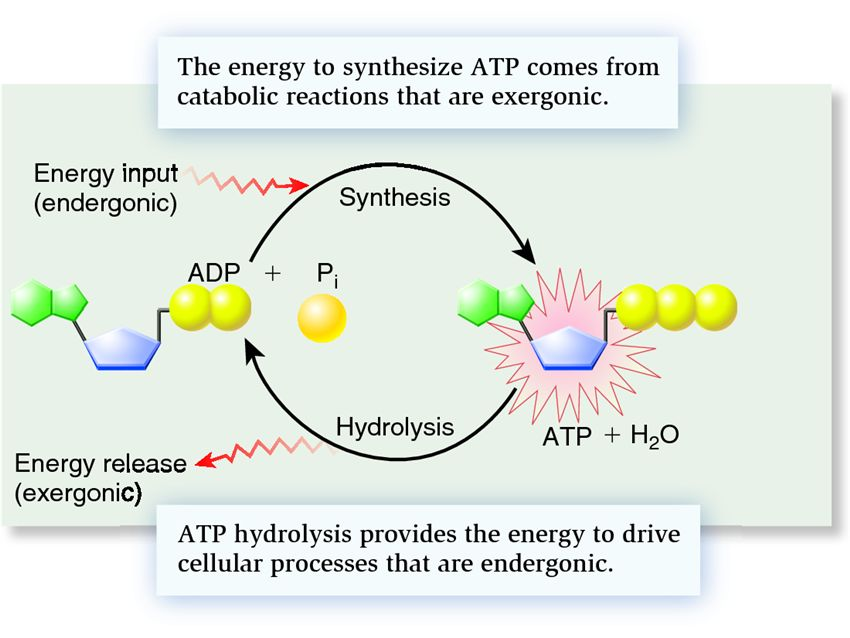 The energy to synthesize ATP comes from
catabolic reactions that are exergonic.
Energy input
(endergonic)
Synthesis
ADP + Pi
Hydrolysis
ATP + H2O
Energy release
(exergonic)
ATP hydrolysis provides the energy to drive
cellular processes that are endergonic.